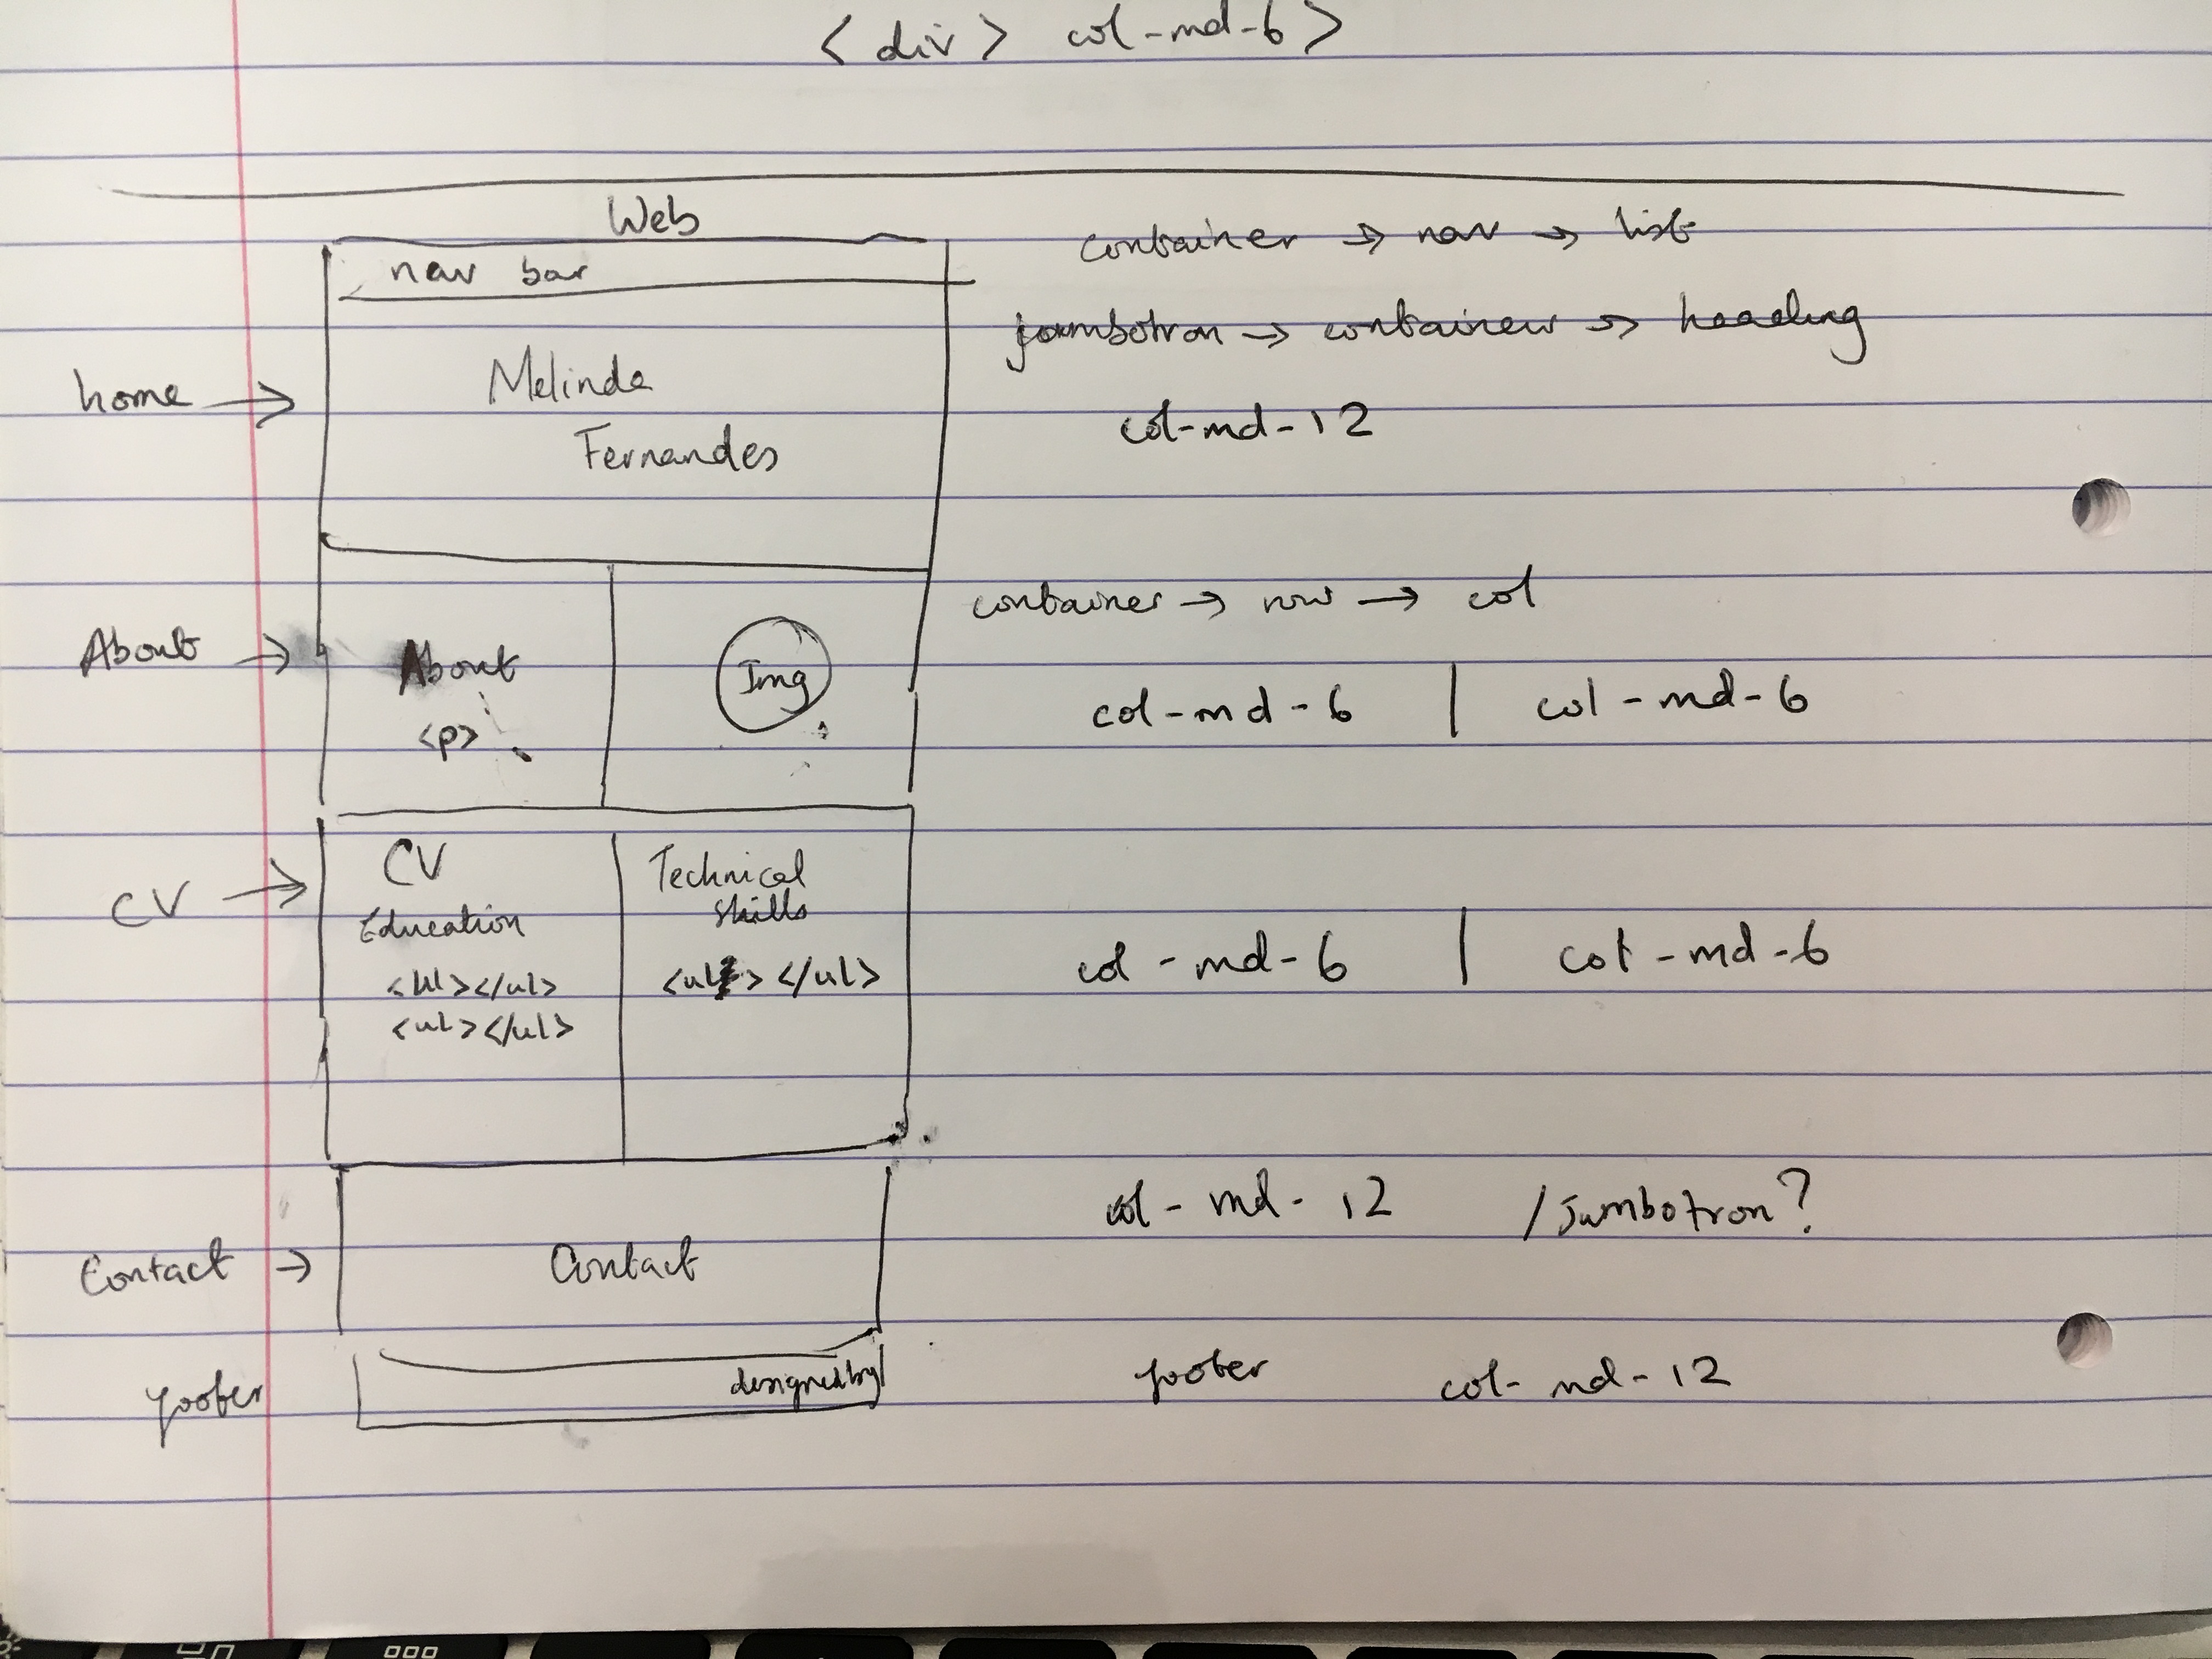 <div> col-md-6>
Web
nav bar
container → nav → list
jumbotron → container → heading
home →
Melinda
Fernandes
col-md-12
container → row → col
About →
About
<p>
Img
col-md-6 | col-md-6
CV →
CV
Education
<ul></ul>
<ul></ul>
Technical
skills
<ul></ul>
col-md-6 | col-md-6
col-md-12 /Jumbotron?
Contact →
Contact
footer
designed by
footer col-md-12